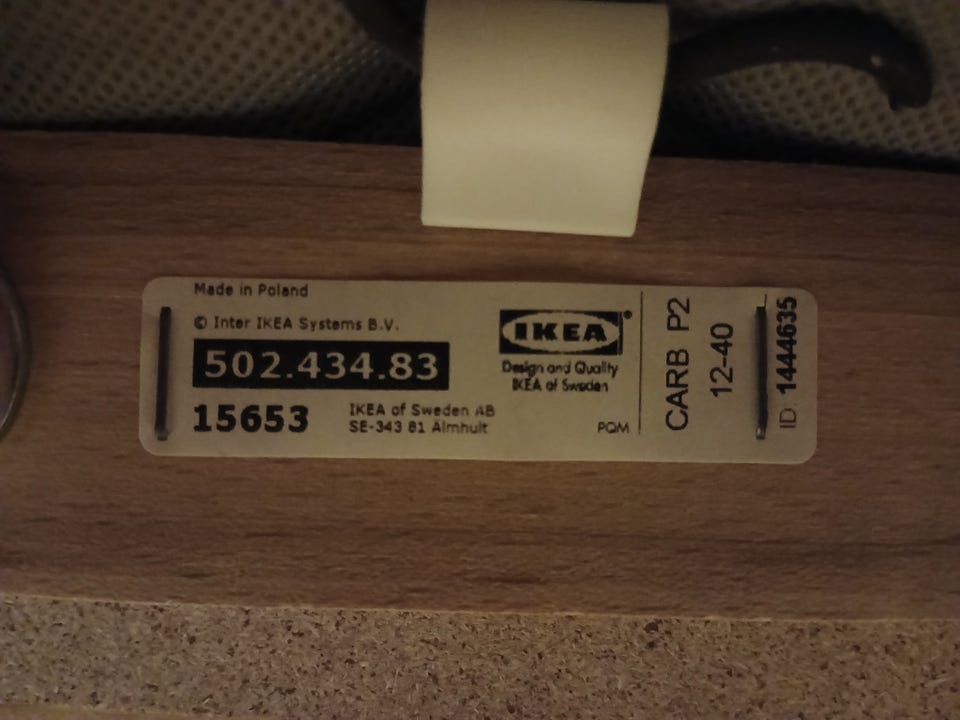 Made in Poland
© Inter IKEA Systems B.V.
502.434.83
15653
IKEA of Sweden AB
SE-343 81 Älmhult
IKEA®
Design and Quality
IKEA of Sweden
PQM
CARB P2
12-40
ID: 1444635